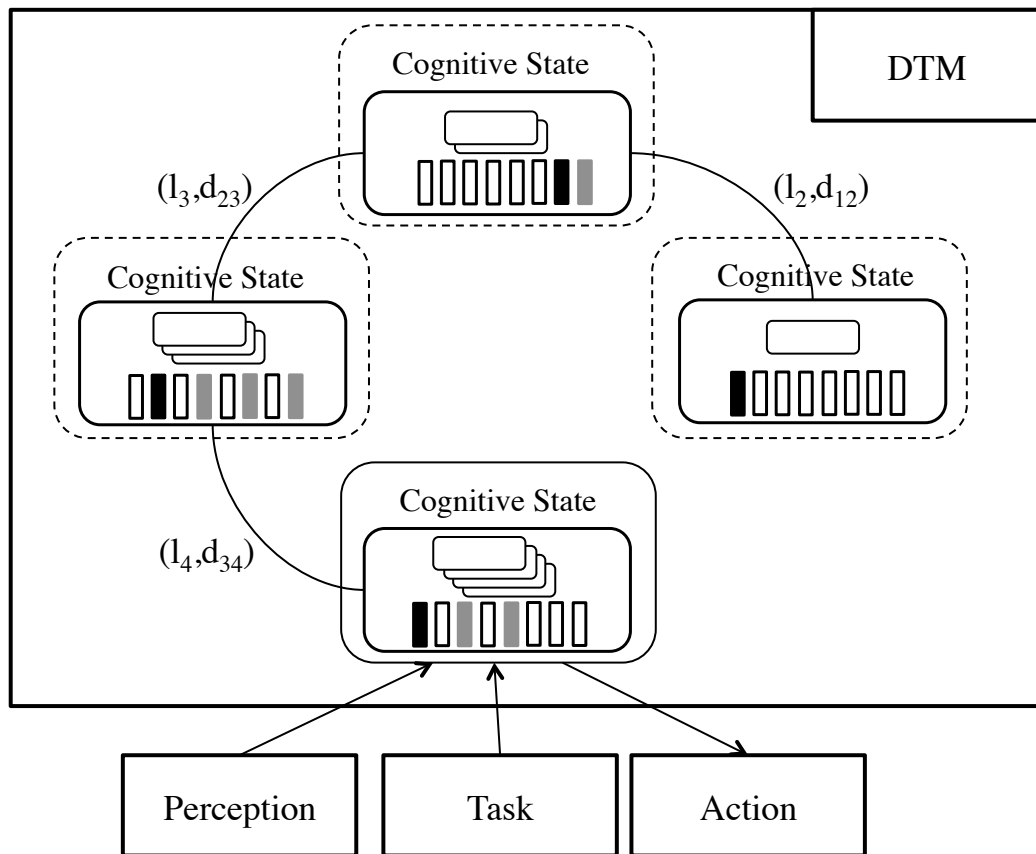 Cognitive State
DTM
(l₃,d₂₃)
(l₂,d₁₂)
Cognitive State
Cognitive State
(l₄,d₃₄)
Cognitive State
Perception
Task
Action